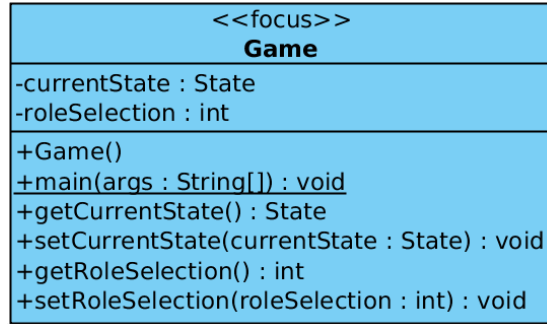 <<focus>>
Game
-currentState : State
-roleSelection : int
+Game()
+main(args : String[]) : void
+getCurrentState() : State
+setCurrentState(currentState : State) : void
+getRoleSelection() : int
+setRoleSelection(roleSelection : int) : void